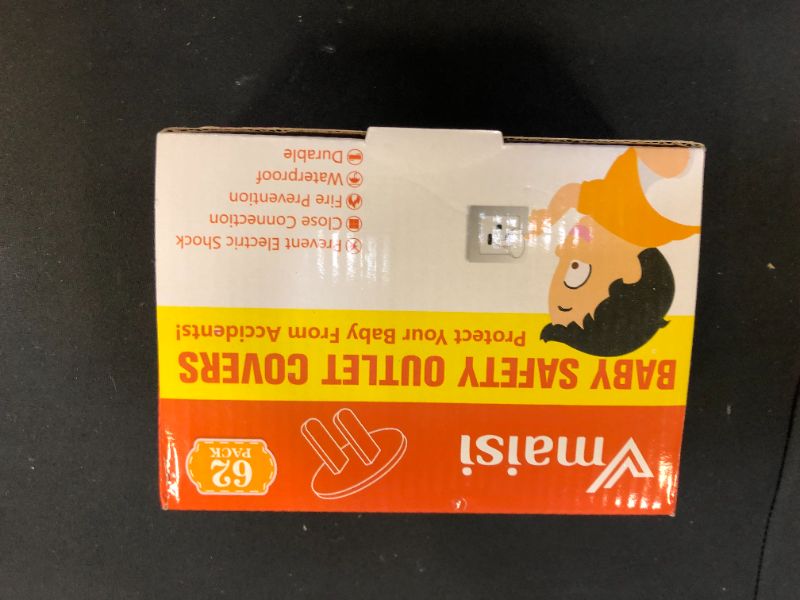 Vmaisi
62
PACK
BABY SAFETY OUTLET COVERS
Protect Your Baby From Accidents!
Prevent Electric Shock
Close Connection
Fire Prevention
Waterproof
Durable